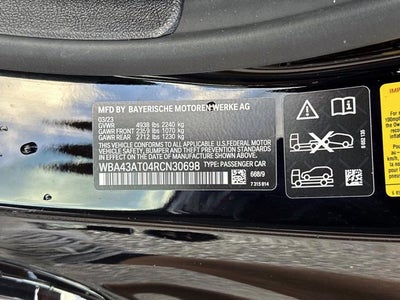 MFD BY BAYERISCHE MOTOREN WERKE AG
03/23
GVWR 4938 lbs 2240 kg
GAWR FRONT 2359 lbs 1070 kg
GAWR REAR 2712 lbs 1230 kg
THIS VEHICLE CONFORMS TO ALL APPLICABLE U.S. FEDERAL MOTOR
VEHICLE SAFETY, BUMPER AND THEFT PREVENTION STANDARDS IN EFFECT
ON THE DATE OF MANUFACTURE SHOWN ABOVE.
WBA43AT04RCN30698 TYPE: PASSENGER CAR
668/9
7 315 814